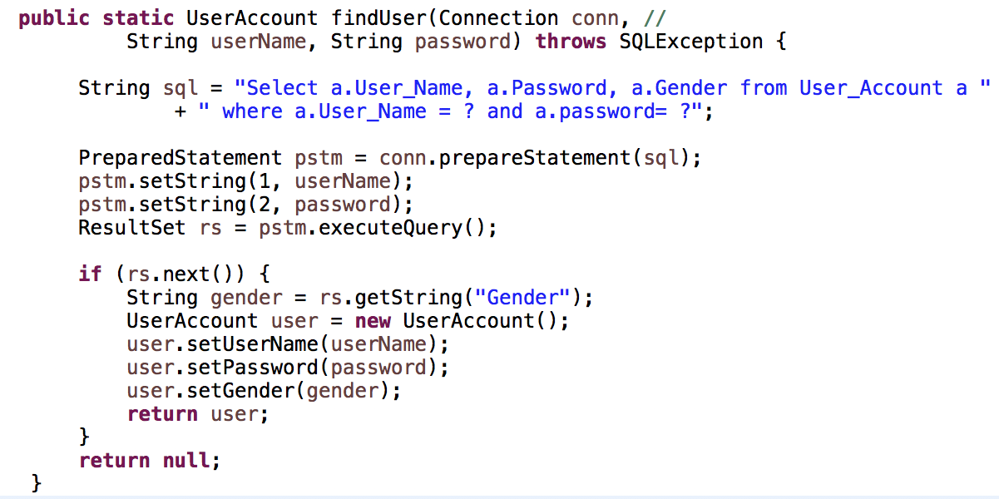 public static UserAccount findUser(Connection conn, //
String userName, String password) throws SQLException {
String sql = "Select a.User_Name, a.Password, a.Gender from User_Account a "
+ " where a.User_Name = ? and a.password= ?";
PreparedStatement pstm = conn.prepareStatement(sql);
pstm.setString(1, userName);
pstm.setString(2, password);
ResultSet rs = pstm.executeQuery();
if (rs.next()) {
String gender = rs.getString("Gender");
UserAccount user = new UserAccount();
user.setUserName(userName);
user.setPassword(password);
user.setGender(gender);
return user;
}
return null;
}